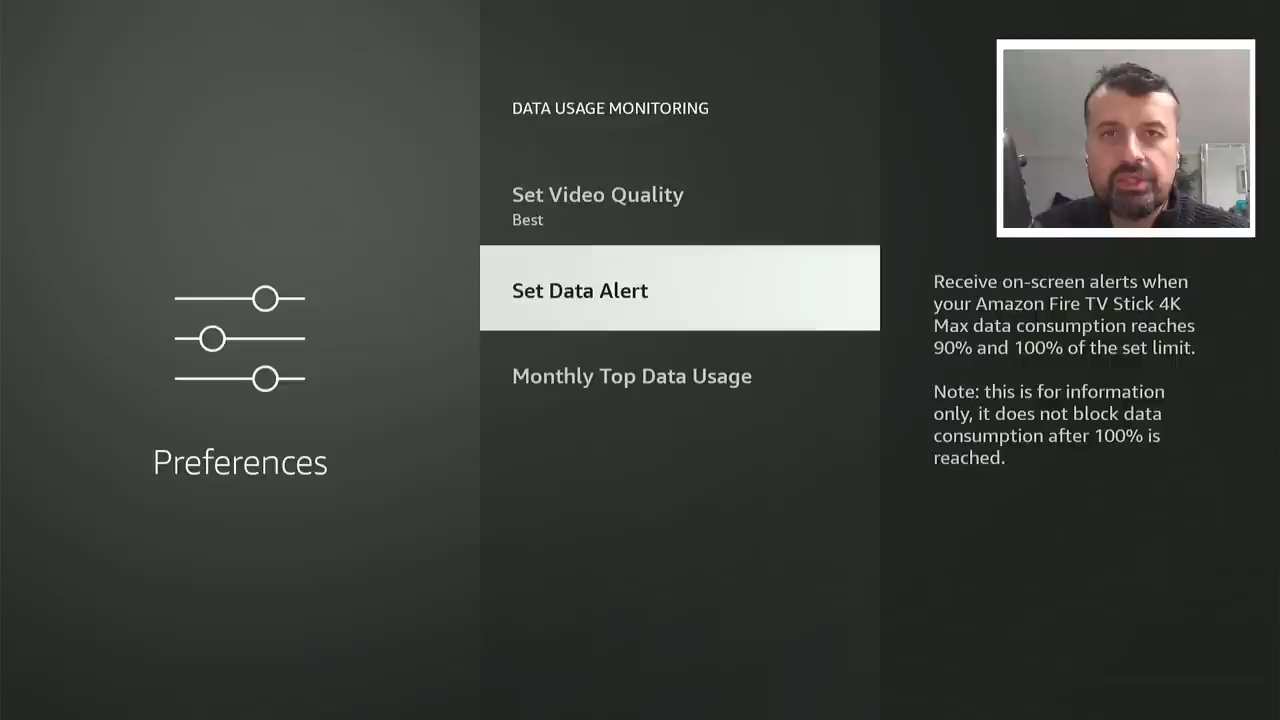 DATA USAGE MONITORING
Set Video Quality
Best
Set Data Alert
Monthly Top Data Usage
Preferences
Receive on-screen alerts when
your Amazon Fire TV Stick 4K
Max data consumption reaches
90% and 100% of the set limit.
Note: this is for information
only, it does not block data
consumption after 100% is
reached.